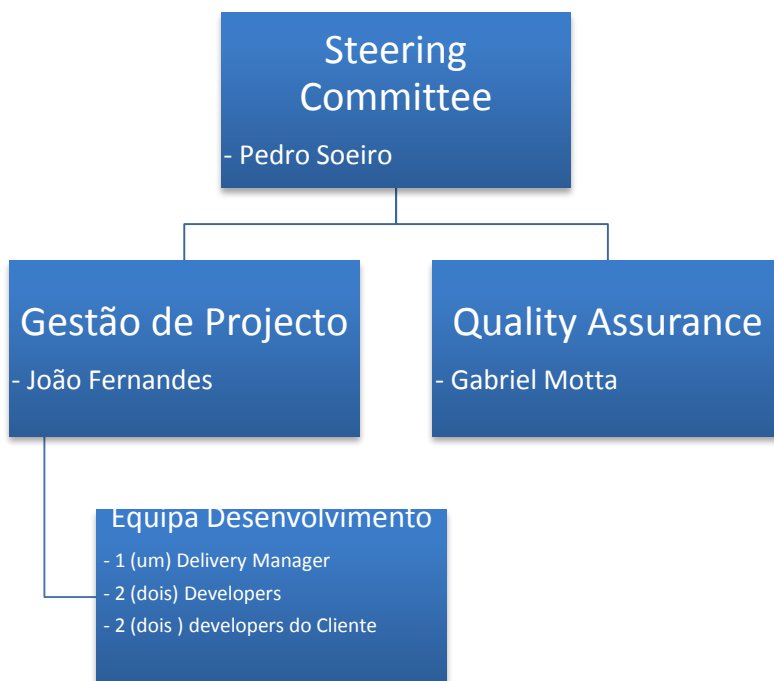 Steering
Committee
- Pedro Soeiro
Gestão de Projecto
- João Fernandes
Quality Assurance
- Gabriel Motta
Equipa Desenvolvimento
- 1 (um) Delivery Manager
- 2 (dois) Developers
- 2 (dois ) developers do Cliente